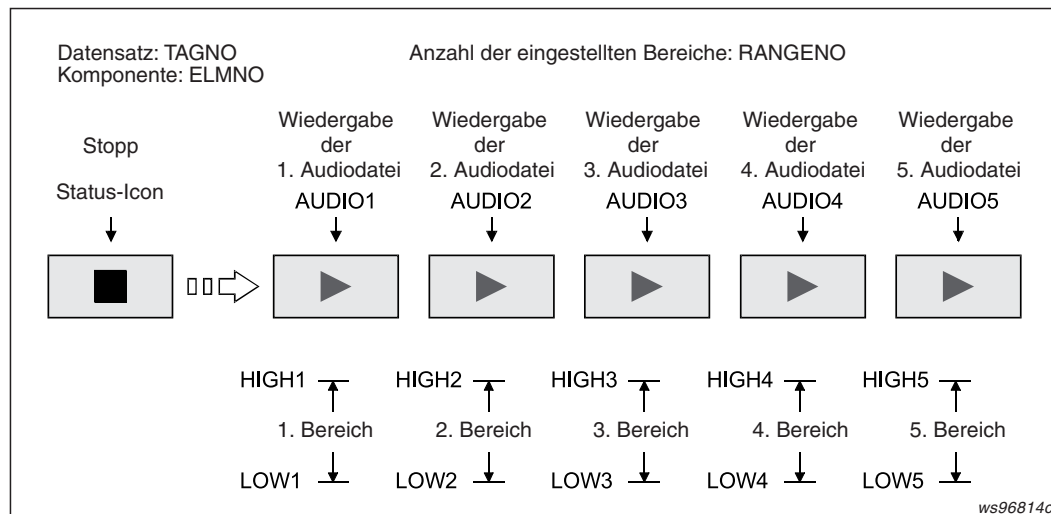 Datensatz: TAGNO
Komponente: ELMNO
Anzahl der eingestellten Bereiche: RANGENO
Stopp
Status-Icon
Wiedergabe
der
1. Audiodatei
AUDIO1
Wiedergabe
der
2. Audiodatei
AUDIO2
Wiedergabe
der
3. Audiodatei
AUDIO3
Wiedergabe
der
4. Audiodatei
AUDIO4
Wiedergabe
der
5. Audiodatei
AUDIO5
HIGH1
1. Bereich
LOW1
HIGH2
2. Bereich
LOW2
HIGH3
3. Bereich
LOW3
HIGH4
4. Bereich
LOW4
HIGH5
5. Bereich
LOW5